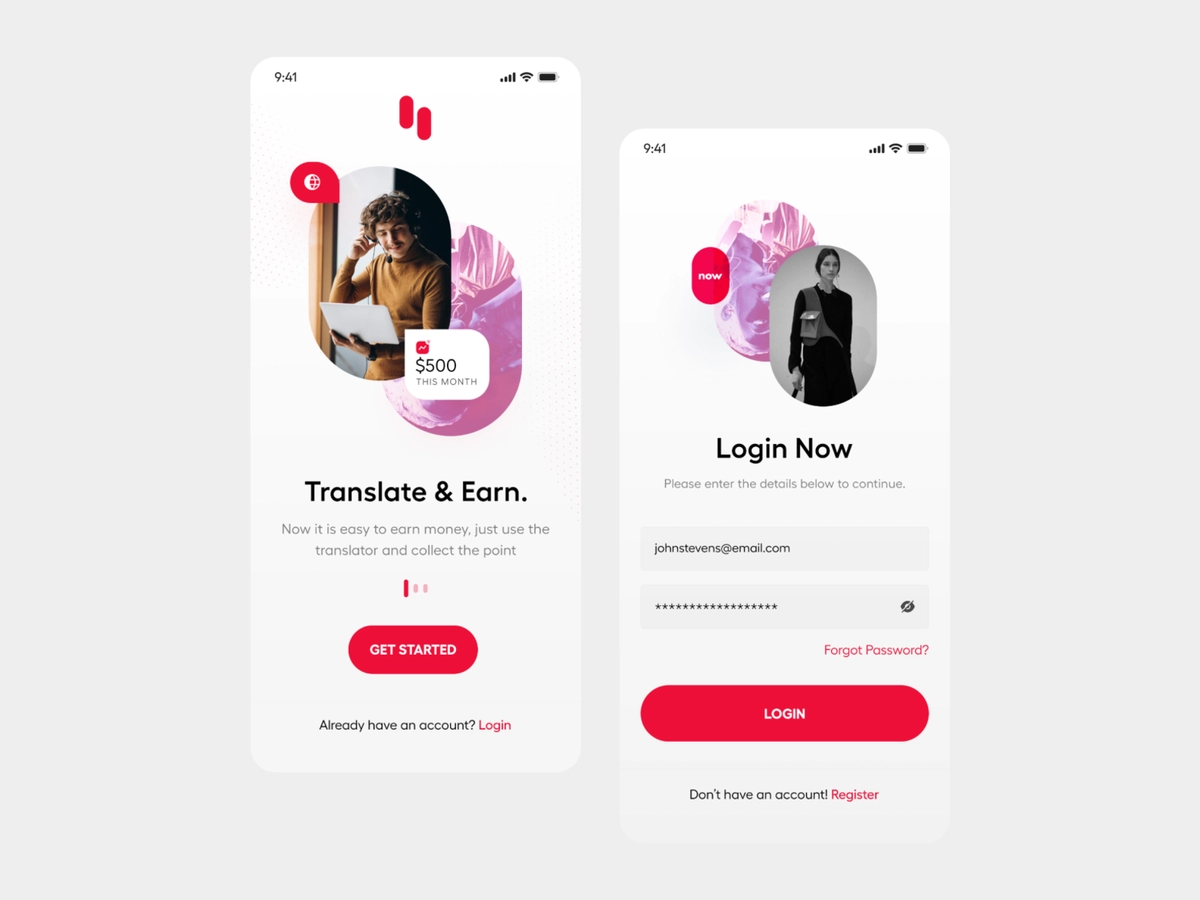 9:41
$500
THIS MONTH
Translate & Earn.
Now it is easy to earn money, just use the
translator and collect the point
GET STARTED
Already have an account? Login
9:41
now
Login Now
Please enter the details below to continue.
johnstevens@email.com
******************
Forgot Password?
LOGIN
Don't have an account! Register